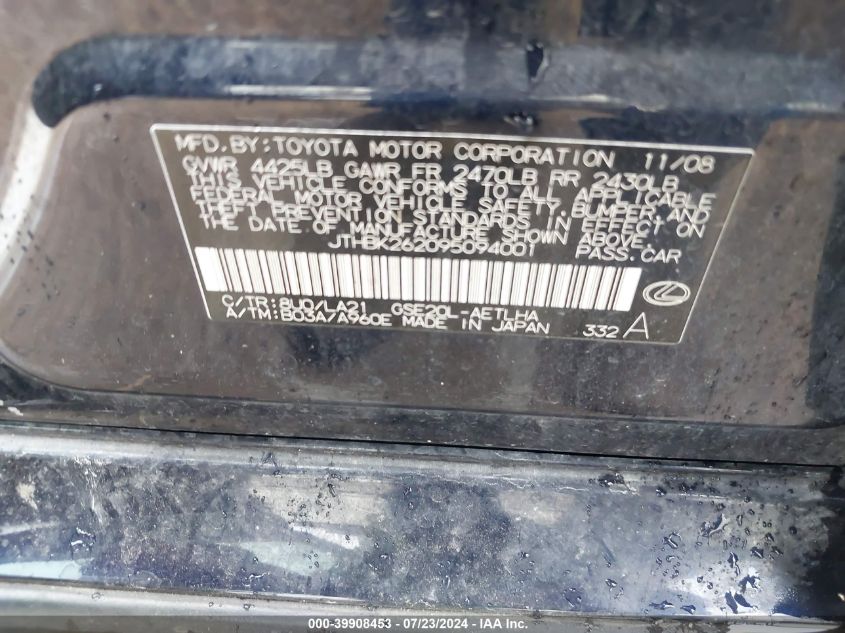 MFD. BY: TOYOTA MOTOR CORPORATION 11/08
GVWR 4425LB GAWR FR 2470LB RR 2430LB
THIS VEHICLE CONFORMS TO ALL APPLICABLE
FEDERAL MOTOR VEHICLE SAFETY, BUMPER, AND
THEFT PREVENTION STANDARDS IN EFFECT ON
THE DATE OF MANUFACTURE SHOWN ABOVE.
JTHBK262095094001 PASS. CAR
C/TR: 8U0/LA21 GSE20L-AETLHA
A/TM: B03A/A960E MADE IN JAPAN 332 A
000-39908453 - 07/23/2024 - IAA Inc.